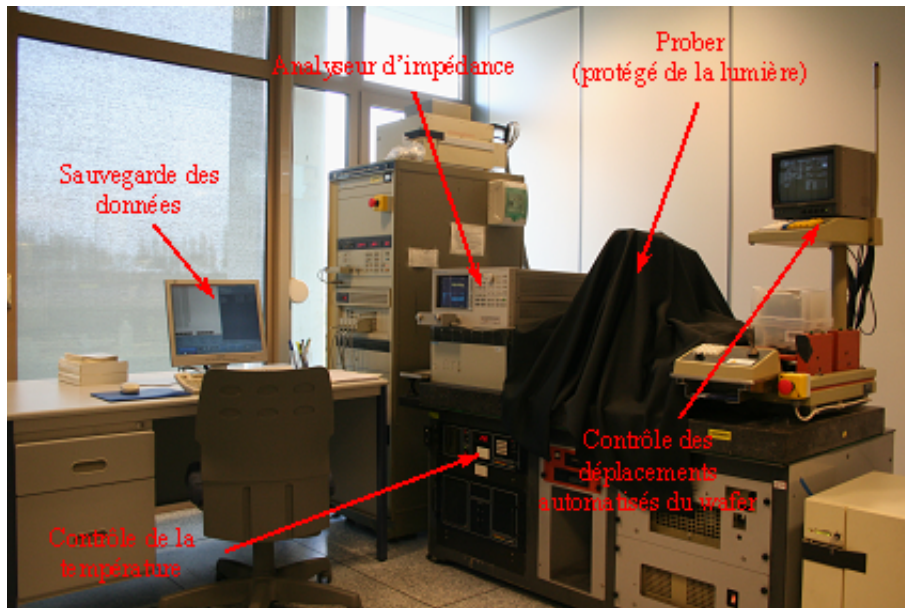 Prober
(protégé de la lumière)
Analyseur d'impédance
Sauvegarde des
données
Contrôle des
déplacements
automatisés du wafer
Contrôle de la
température